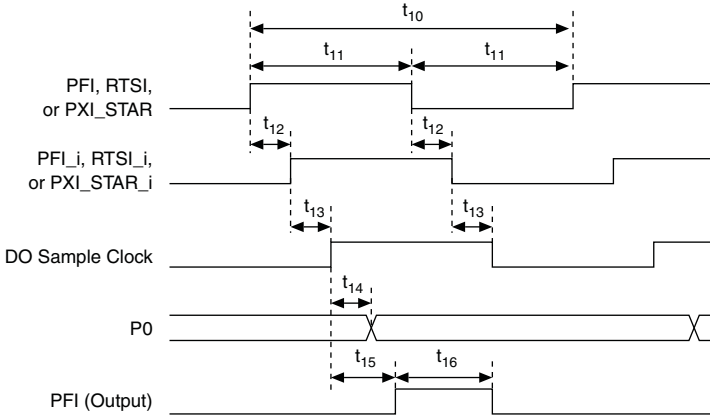 t10
t11 t11
PFI, RTSI,
or PXI_STAR
t12 t12
PFI_i, RTSI_i,
or PXI_STAR_i
t13 t13
DO Sample Clock
t14
P0
t15 t16
PFI (Output)